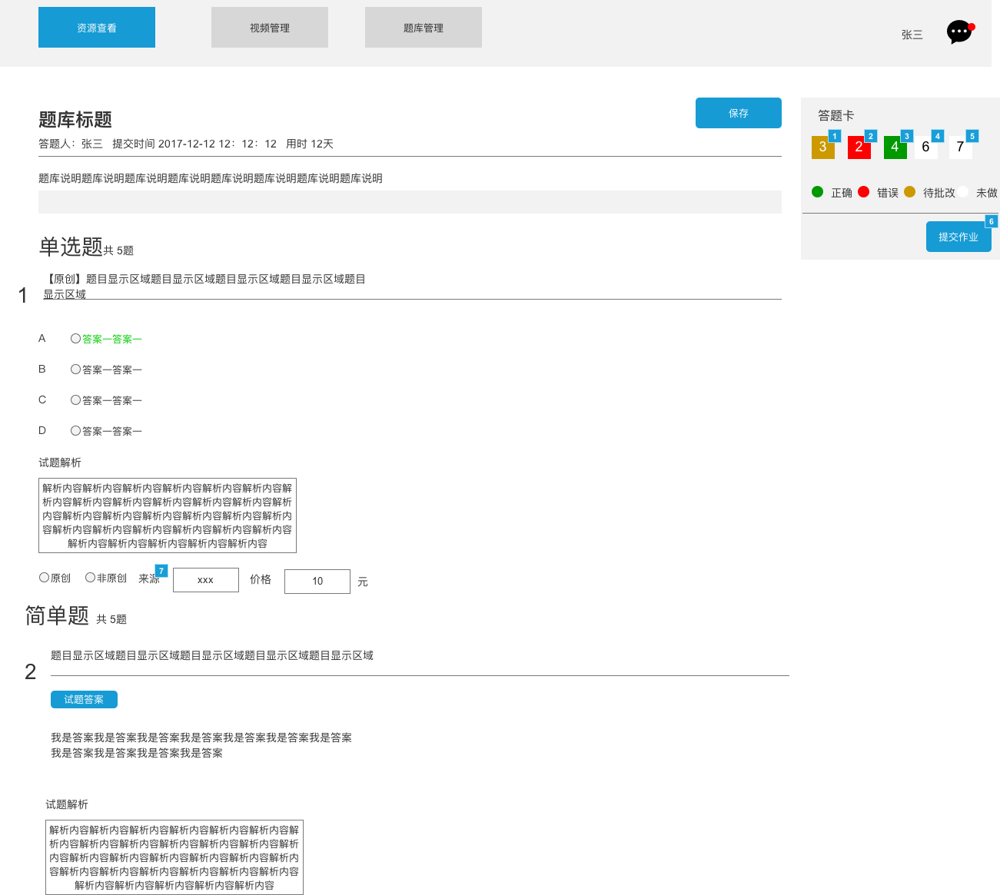 资源查看
视频管理
题库管理
张三
题库标题
保存
答题人：张三 提交时间 2017-12-12 12：12：12 用时 12天
题库说明题库说明题库说明题库说明题库说明题库说明题库说明题库说明
答题卡
1
2
3
4
5
3
2
4
6
7
正确
错误
待批改
未做
6
提交作业
单选题共 5题
1
【原创】题目显示区域题目显示区域题目显示区域题目显示区域题目
显示区域
A 答案一答案一
B 答案一答案一
C 答案一答案一
D 答案一答案一
试题解析
解析内容解析内容解析内容解析内容解析内容解析内容解
析内容解析内容解析内容解析内容解析内容解析内容解析
内容解析内容解析内容解析内容解析内容解析内容解析内
容解析内容解析内容解析内容解析内容解析内容解析内容
解析内容解析内容解析内容解析内容解析内容
原创
非原创
来源
7
xxx
价格
10
元
简单题 共 5题
2
题目显示区域题目显示区域题目显示区域题目显示区域题目显示区域
试题答案
我是答案我是答案我是答案我是答案我是答案我是答案我是答案
我是答案我是答案我是答案我是答案
试题解析
解析内容解析内容解析内容解析内容解析内容解析内容解
析内容解析内容解析内容解析内容解析内容解析内容解析
内容解析内容解析内容解析内容解析内容解析内容解析内
容解析内容解析内容解析内容解析内容解析内容解析内容
解析内容解析内容解析内容解析内容解析内容